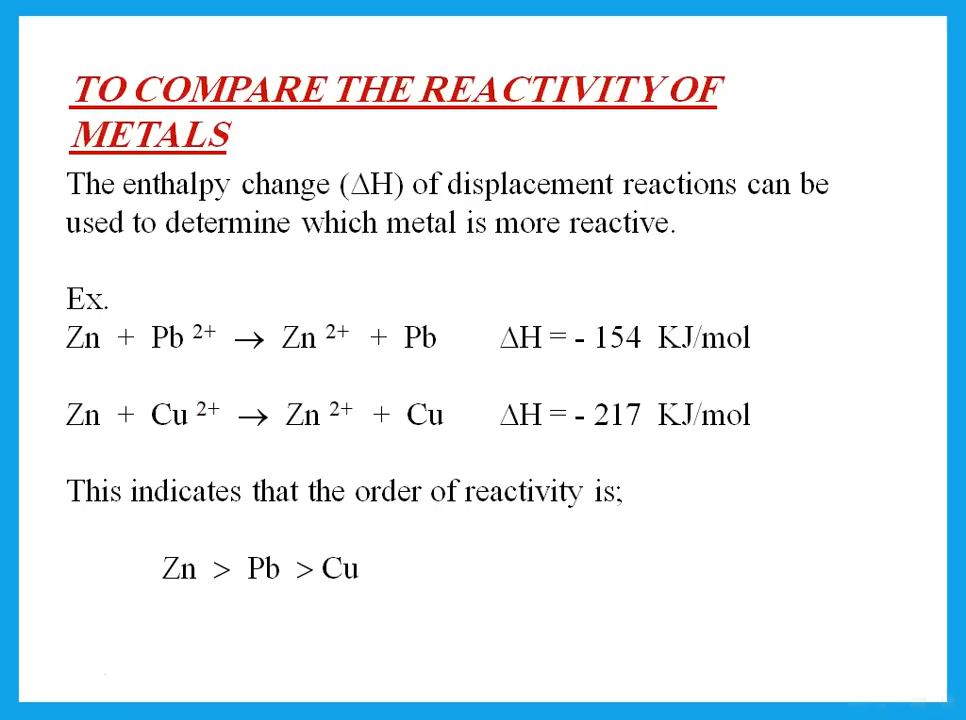 TO COMPARE THE REACTIVITY OF
METALS
The enthalpy change (ΔH) of displacement reactions can be
used to determine which metal is more reactive.
Ex.
Zn + Pb 2+ → Zn 2+ + Pb ΔH = - 154 KJ/mol
Zn + Cu 2+ → Zn 2+ + Cu ΔH = - 217 KJ/mol
This indicates that the order of reactivity is;
Zn > Pb > Cu